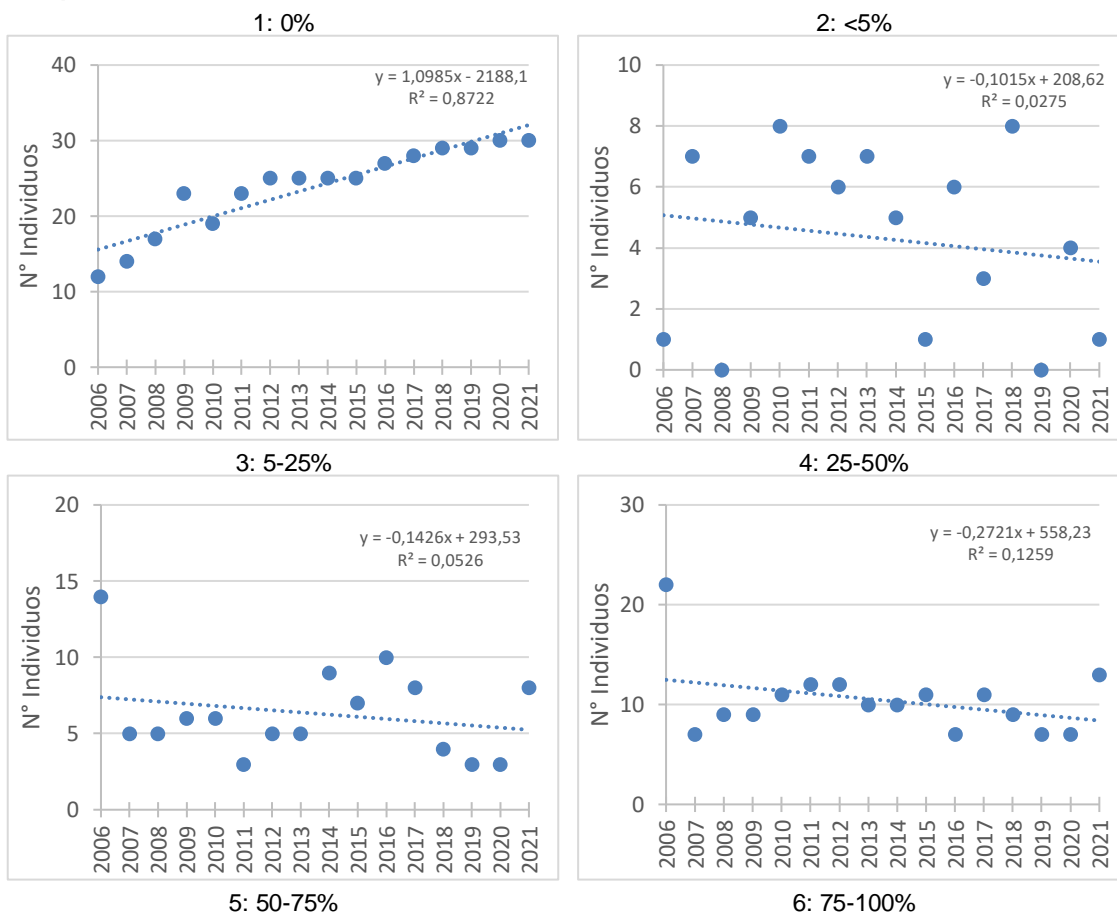 1: 0%
2: <5%
40
30
20
10
0
N° Individuos
y = 1,0985x - 2188,1
R² = 0,8722
2006 2007 2008 2009 2010 2011 2012 2013 2014 2015 2016 2017 2018 2019 2020 2021
10
8
6
4
2
0
N° Individuos
y = -0,1015x + 208,62
R² = 0,0275
2006 2007 2008 2009 2010 2011 2012 2013 2014 2015 2016 2017 2018 2019 2020 2021
3: 5-25%
4: 25-50%
20
15
10
5
0
N° Individuos
y = -0,1426x + 293,53
R² = 0,0526
2006 2007 2008 2009 2010 2011 2012 2013 2014 2015 2016 2017 2018 2019 2020 2021
30
20
10
0
N° Individuos
y = -0,2721x + 558,23
R² = 0,1259
2006 2007 2008 2009 2010 2011 2012 2013 2014 2015 2016 2017 2018 2019 2020 2021
5: 50-75%
6: 75-100%